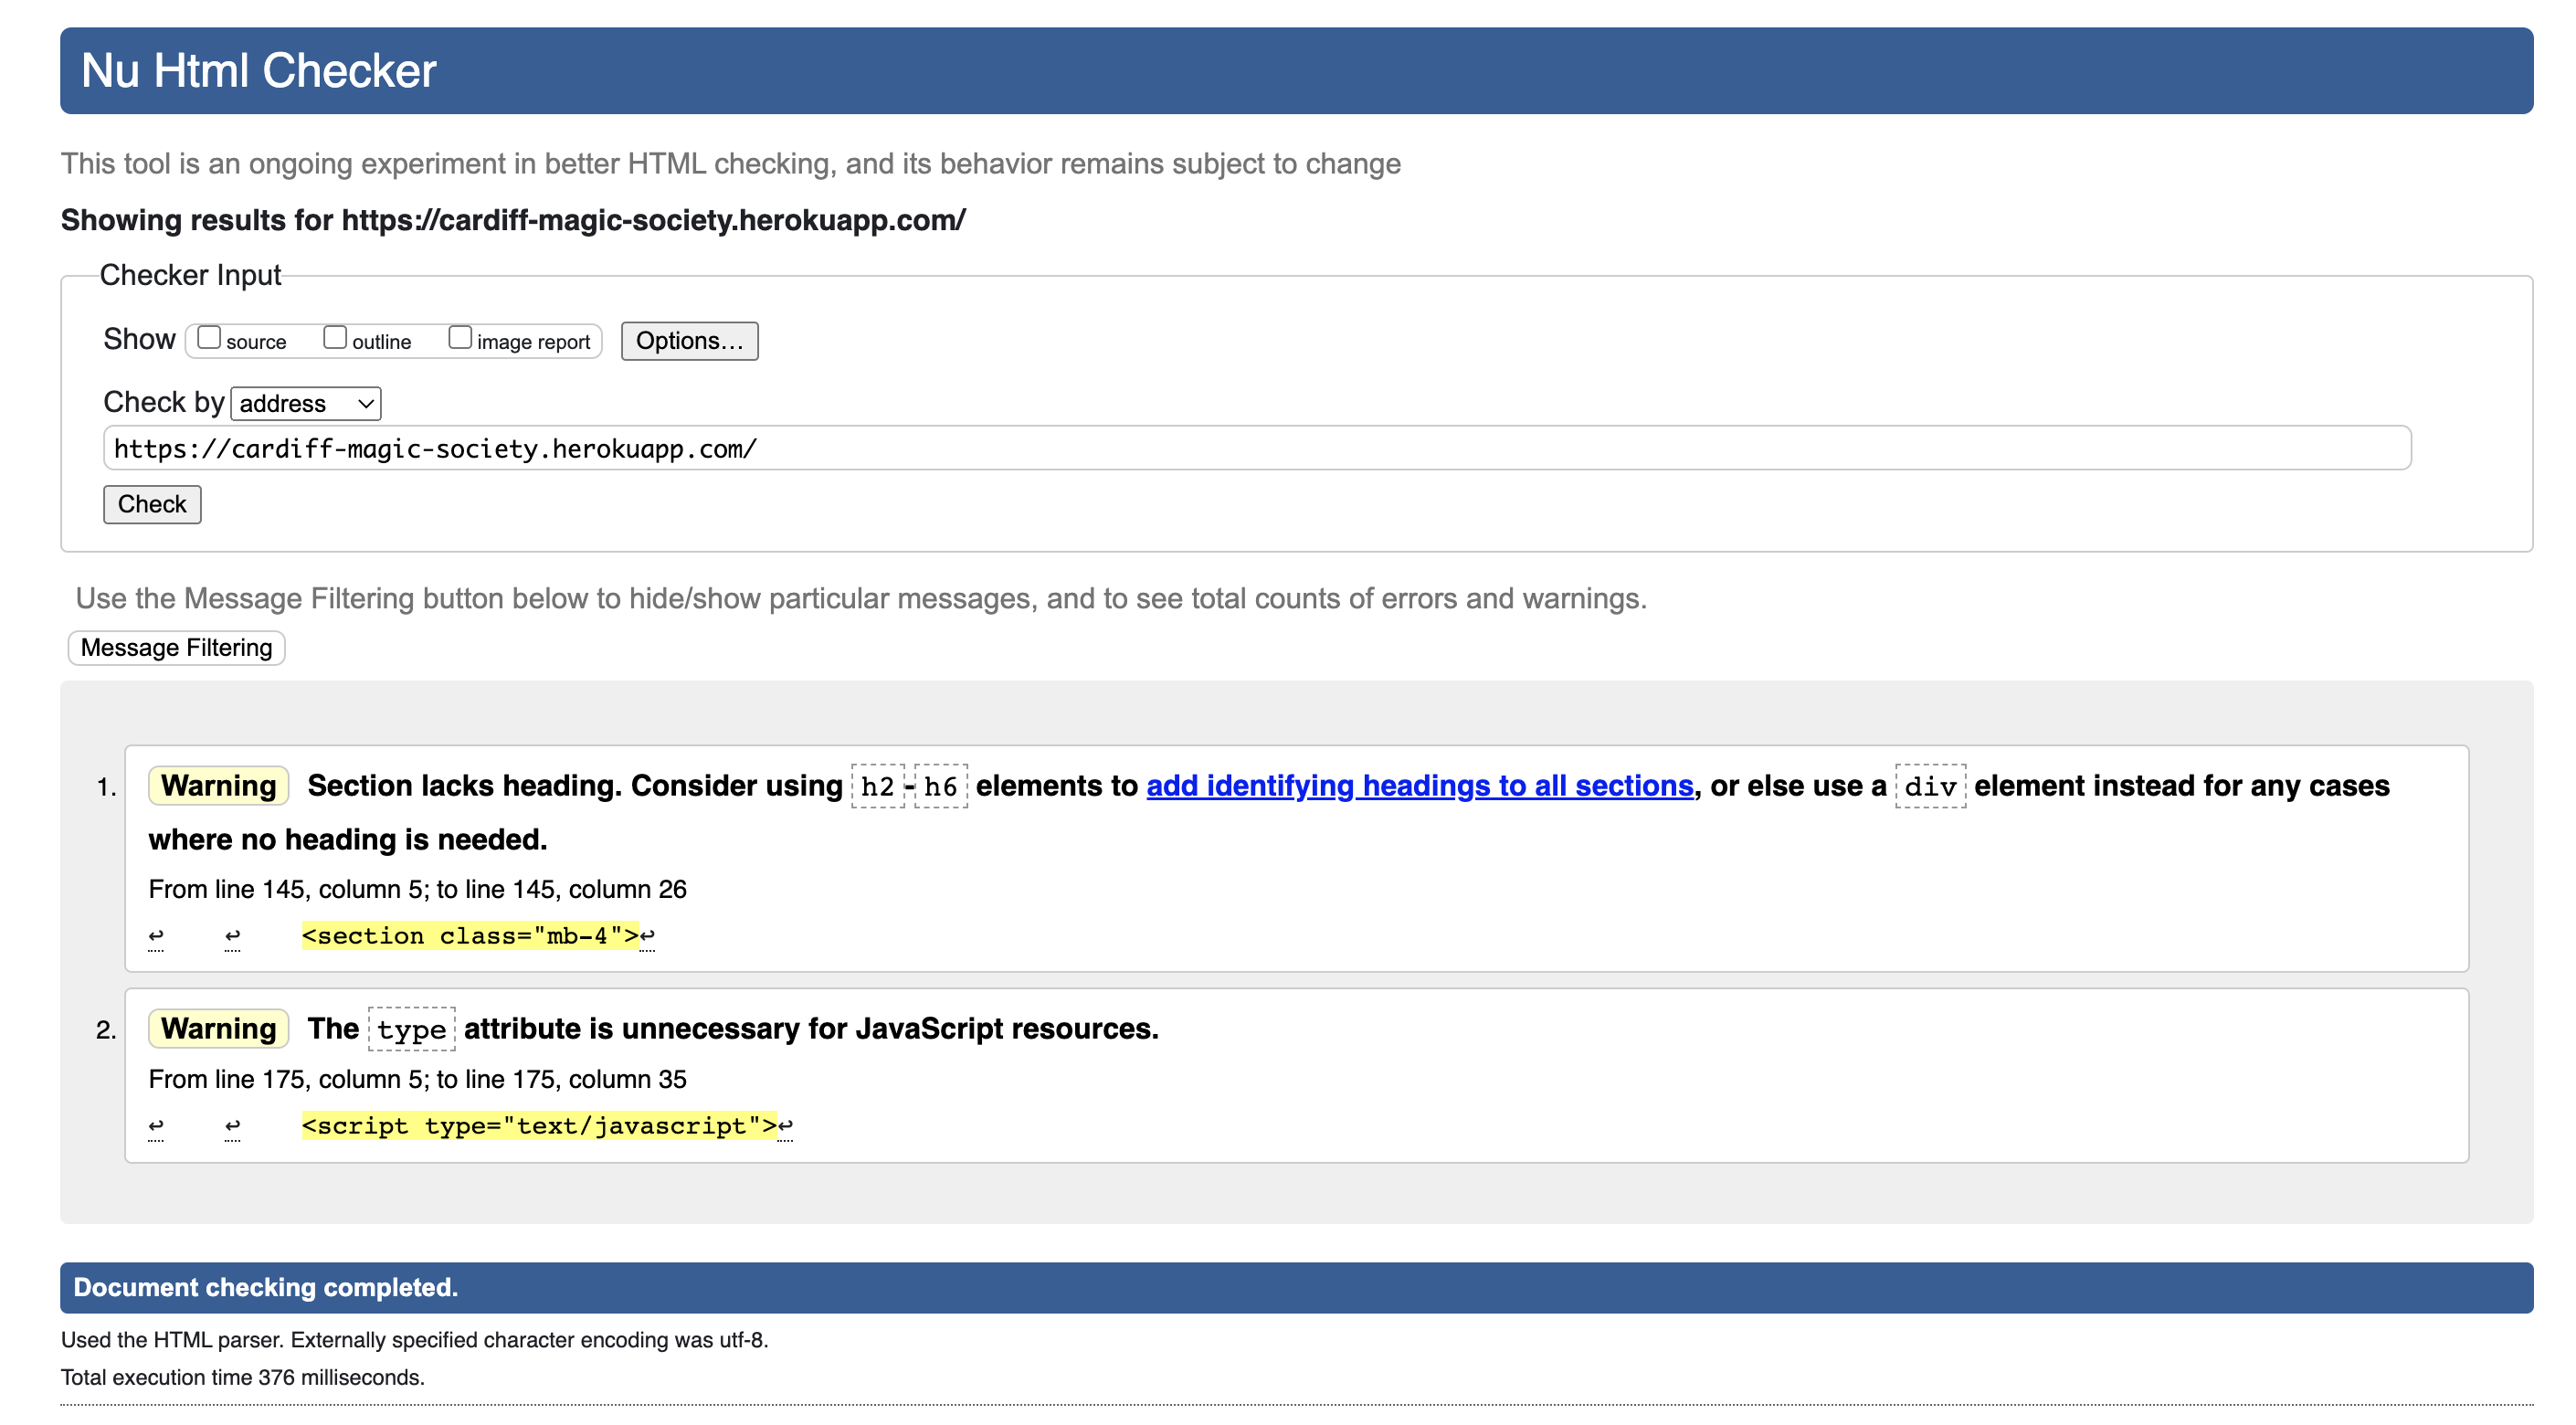 Nu Html Checker
This tool is an ongoing experiment in better HTML checking, and its behavior remains subject to change
Showing results for https://cardiff-magic-society.herokuapp.com/
Checker Input
Show source outline image report Options...
Check by address
https://cardiff-magic-society.herokuapp.com/
Check
Use the Message Filtering button below to hide/show particular messages, and to see total counts of errors and warnings.
Message Filtering
1. Warning Section lacks heading. Consider using h2-h6 elements to add identifying headings to all sections, or else use a div element instead for any cases
where no heading is needed.
From line 145, column 5; to line 145, column 26
↩ ↩ <section class="mb-4">↩
2. Warning The type attribute is unnecessary for JavaScript resources.
From line 175, column 5; to line 175, column 35
↩ ↩ <script type="text/javascript">↩
Document checking completed.
Used the HTML parser. Externally specified character encoding was utf-8.
Total execution time 376 milliseconds.